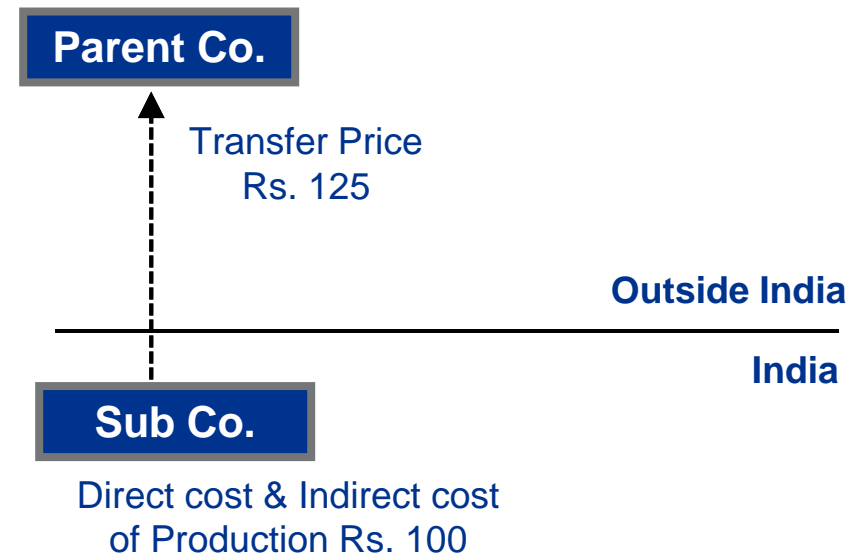 Parent Co.
Transfer Price
Rs. 125
Outside India
India
Sub Co.
Direct cost & Indirect cost
of Production Rs. 100